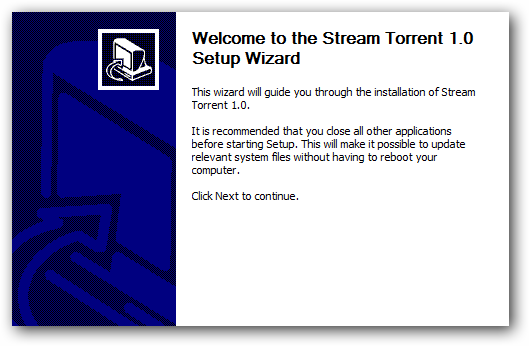 Welcome to the Stream Torrent 1.0
Setup Wizard
This wizard will guide you through the installation of Stream
Torrent 1.0.
It is recommended that you close all other applications
before starting Setup. This will make it possible to update
relevant system files without having to reboot your
computer.
Click Next to continue.